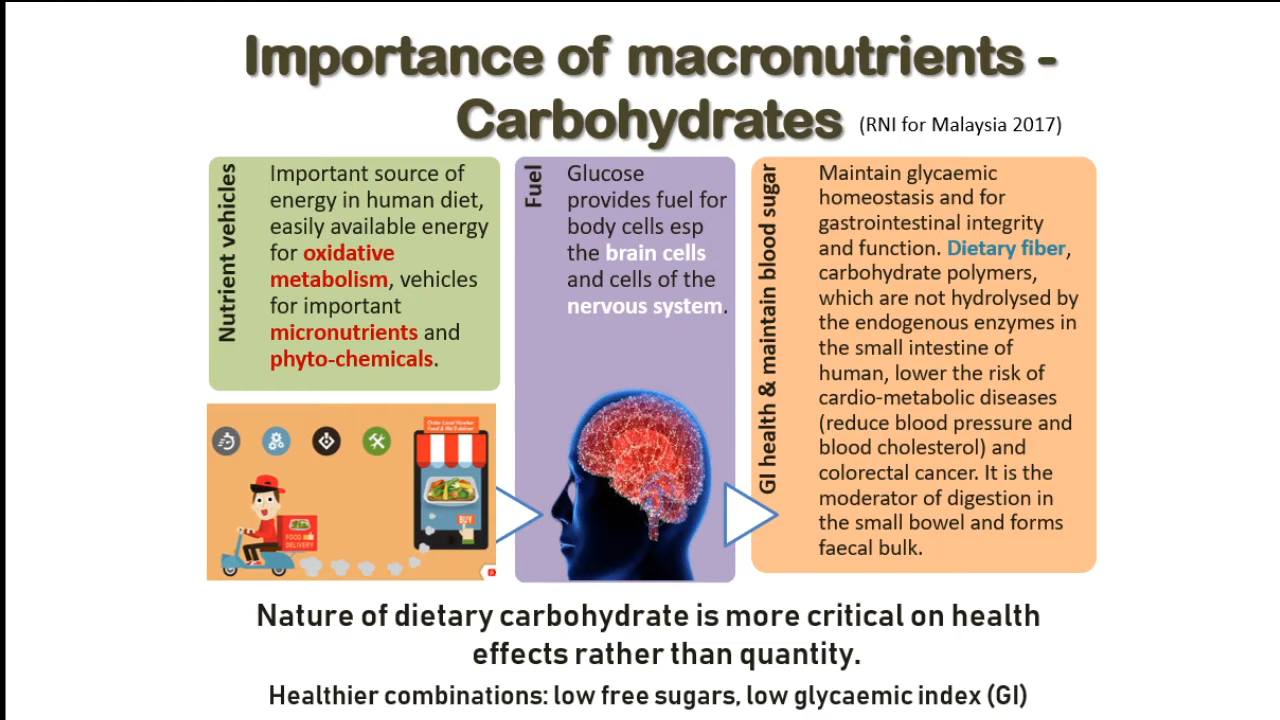 Importance of macronutrients -
Carbohydrates (RNI for Malaysia 2017)
Nutrient vehicles
Important source of
energy in human diet,
easily available energy
for oxidative
metabolism, vehicles
for important
micronutrients and
phyto-chemicals.
Order Local Hawker
Food & We'll deliver
BUY
FOOD
DELIVERY
Fuel
Glucose
provides fuel for
body cells esp
the brain cells
and cells of the
nervous system.
GI health & maintain blood sugar
Maintain glycaemic
homeostasis and for
gastrointestinal integrity
and function. Dietary fiber,
carbohydrate polymers,
which are not hydrolysed by
the endogenous enzymes in
the small intestine of
human, lower the risk of
cardio-metabolic diseases
(reduce blood pressure and
blood cholesterol) and
colorectal cancer. It is the
moderator of digestion in
the small bowel and forms
faecal bulk.
Nature of dietary carbohydrate is more critical on health
effects rather than quantity.
Healthier combinations: low free sugars, low glycaemic index (GI)